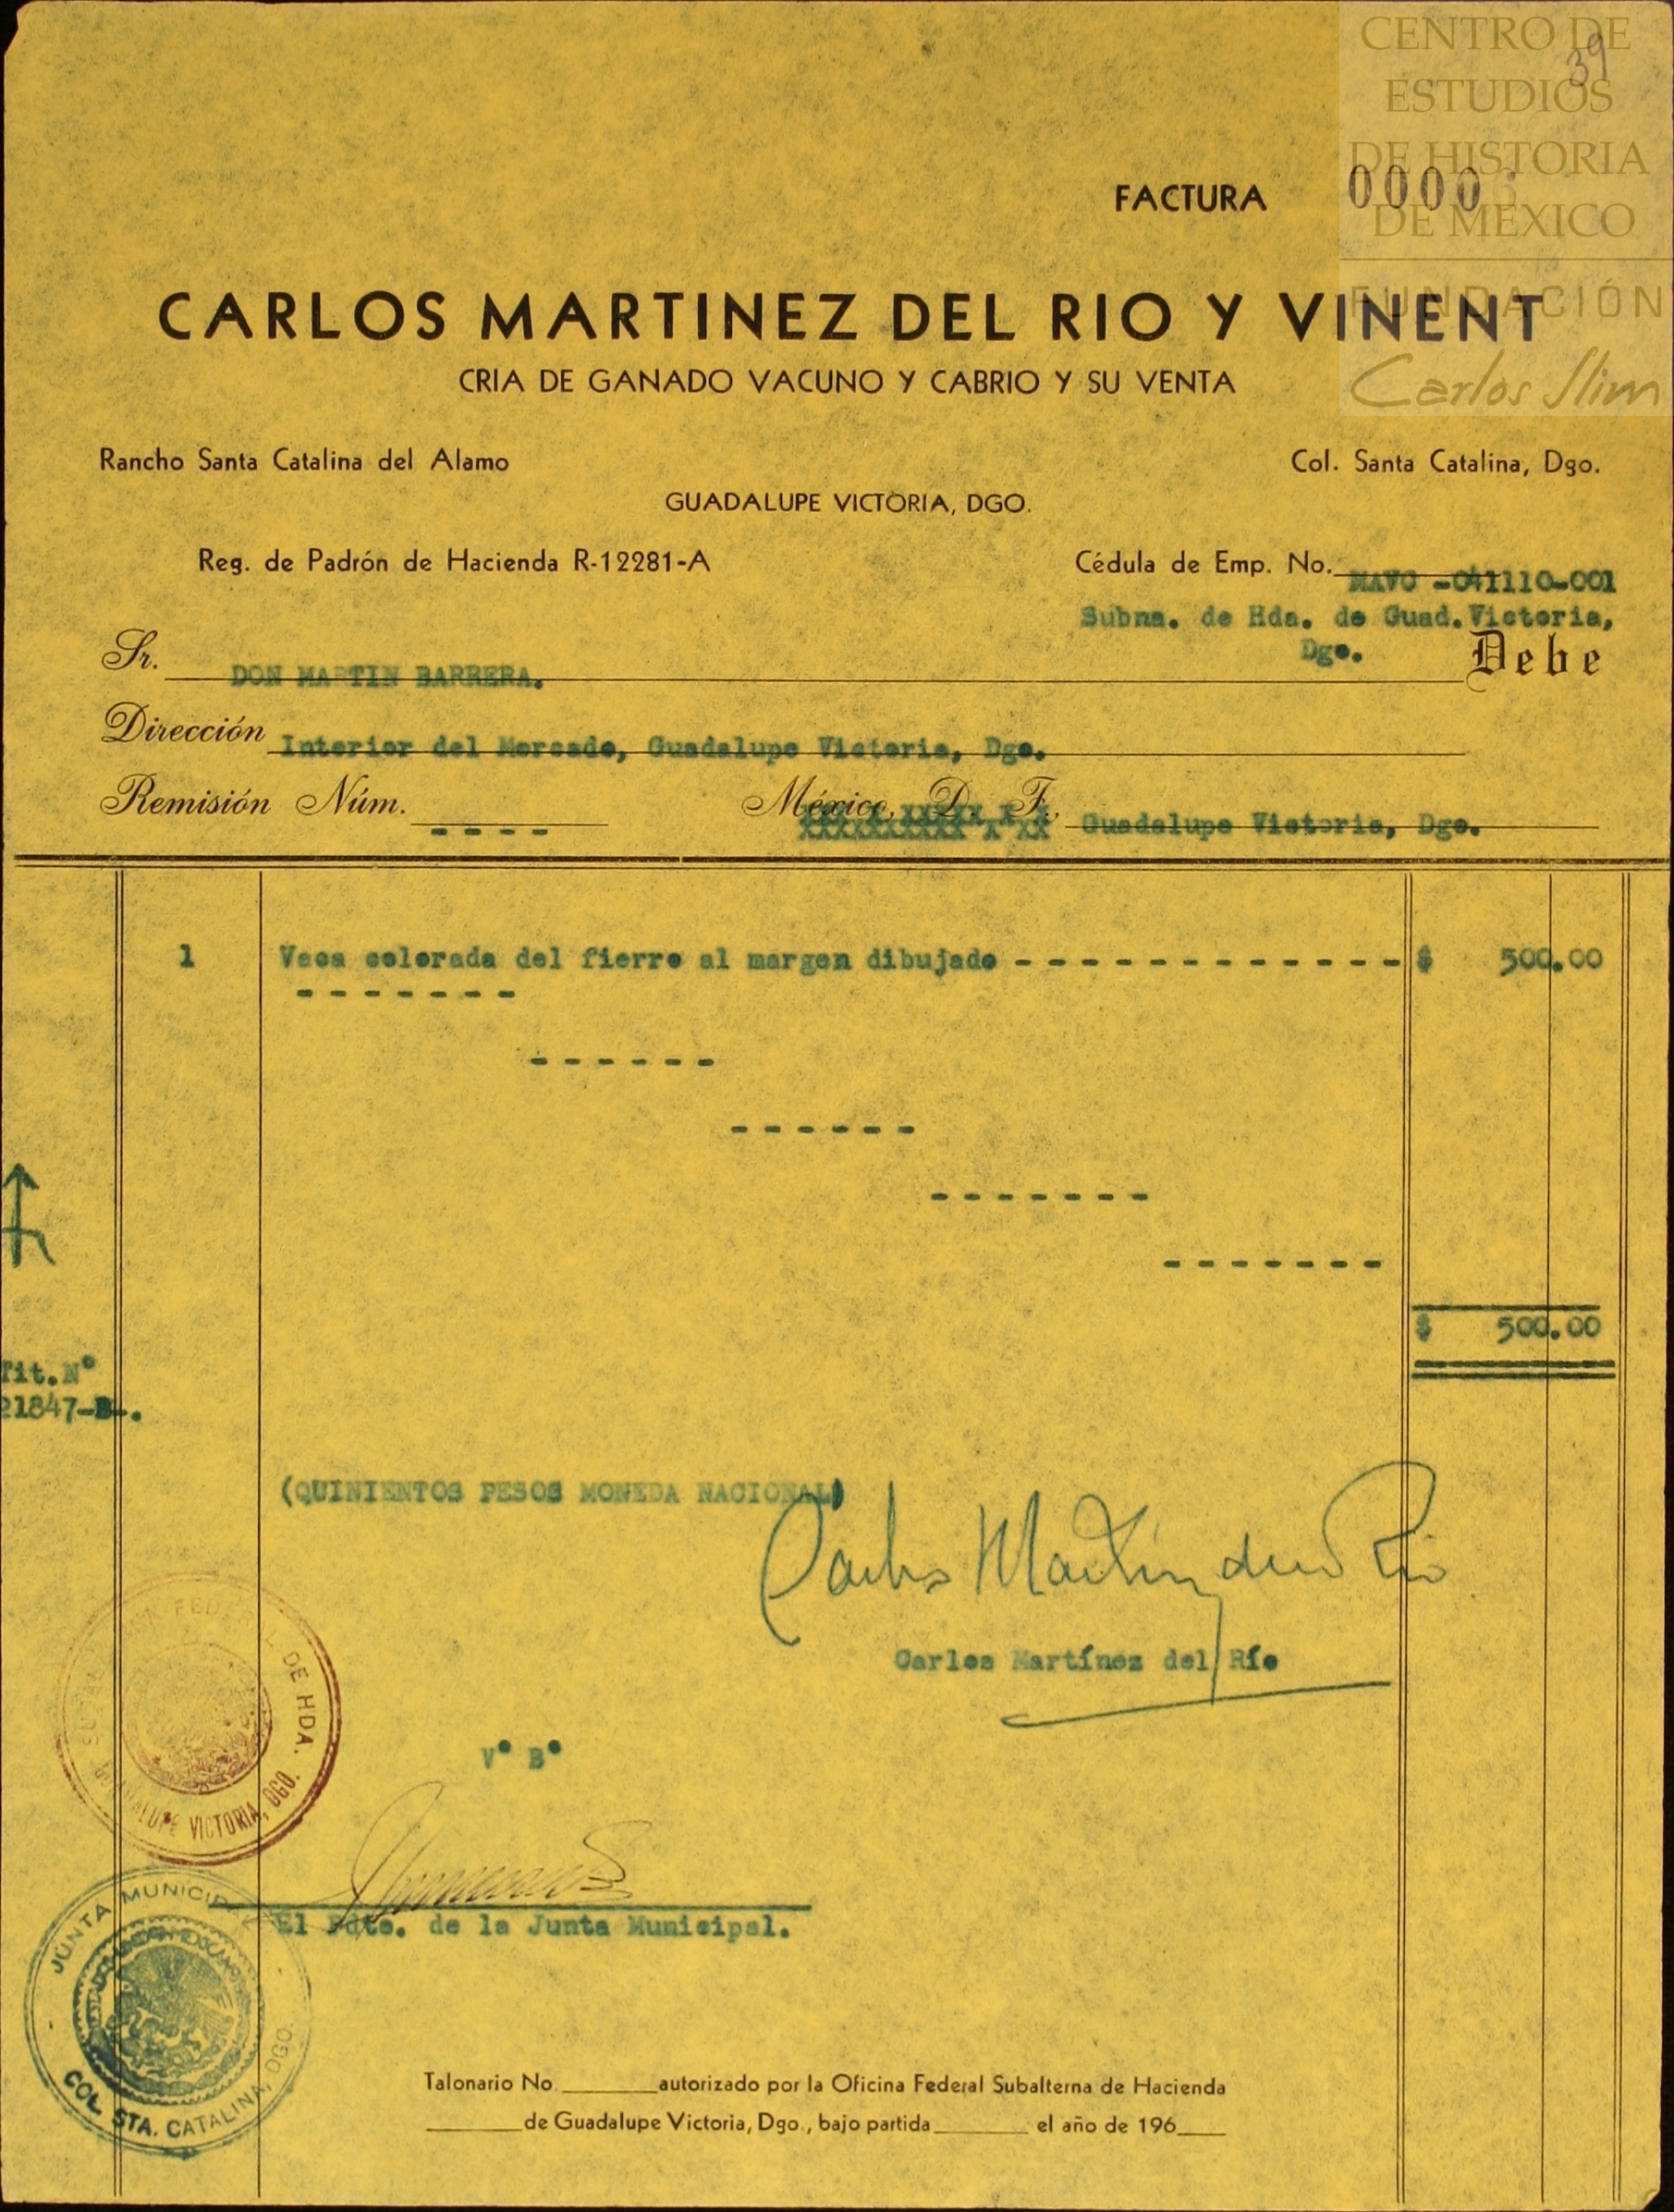 CENTRO DE
ESTUDIOS
DE HISTORIA
DE MEXICO
FUNDACIÓN
Carlos Slim
39
FACTURA 0000
CARLOS MARTINEZ DEL RIO Y VINENT
CRIA DE GANADO VACUNO Y CABRIO Y SU VENTA
Rancho Santa Catalina del Alamo Col. Santa Catalina, Dgo.
GUADALUPE VICTORIA, DGO.
Reg. de Padrón de Hacienda R-12281-A Cédula de Emp. No. MAVC -041110-001
Subna. de Hda. de Guad.Victoria,
Dgo.
Sr. DON MARTIN BARRERA. Debe
Dirección Interior del Mercado, Guadalupe Victoria, Dgo.
Remisión Núm. - - - - México, D. F. Guadalupe Victoria, Dgo.
1 Vaca colorada del fierro al margen dibujado - - - - - - - - - - - - $ 500.00
- - - - - - -
- - - - - -
- - - - - -
- - - - - - -
- - - - - - -
$ 500.00
Tit.Nº
21847-B-.
(QUINIENTOS PESOS MONEDA NACIONAL)
Carlos Martínez del Río
Carlos Martínez del Río
FEDERAL DE HDA.
GUADALUPE VICTORIA, DGO.
Vº Bº
El Pdte. de la Junta Municipal.
JUNTA MUNICIPAL
COL. STA. CATALINA, DGO.
Talonario No. autorizado por la Oficina Federal Subalterna de Hacienda
de Guadalupe Victoria, Dgo., bajo partida el año de 196